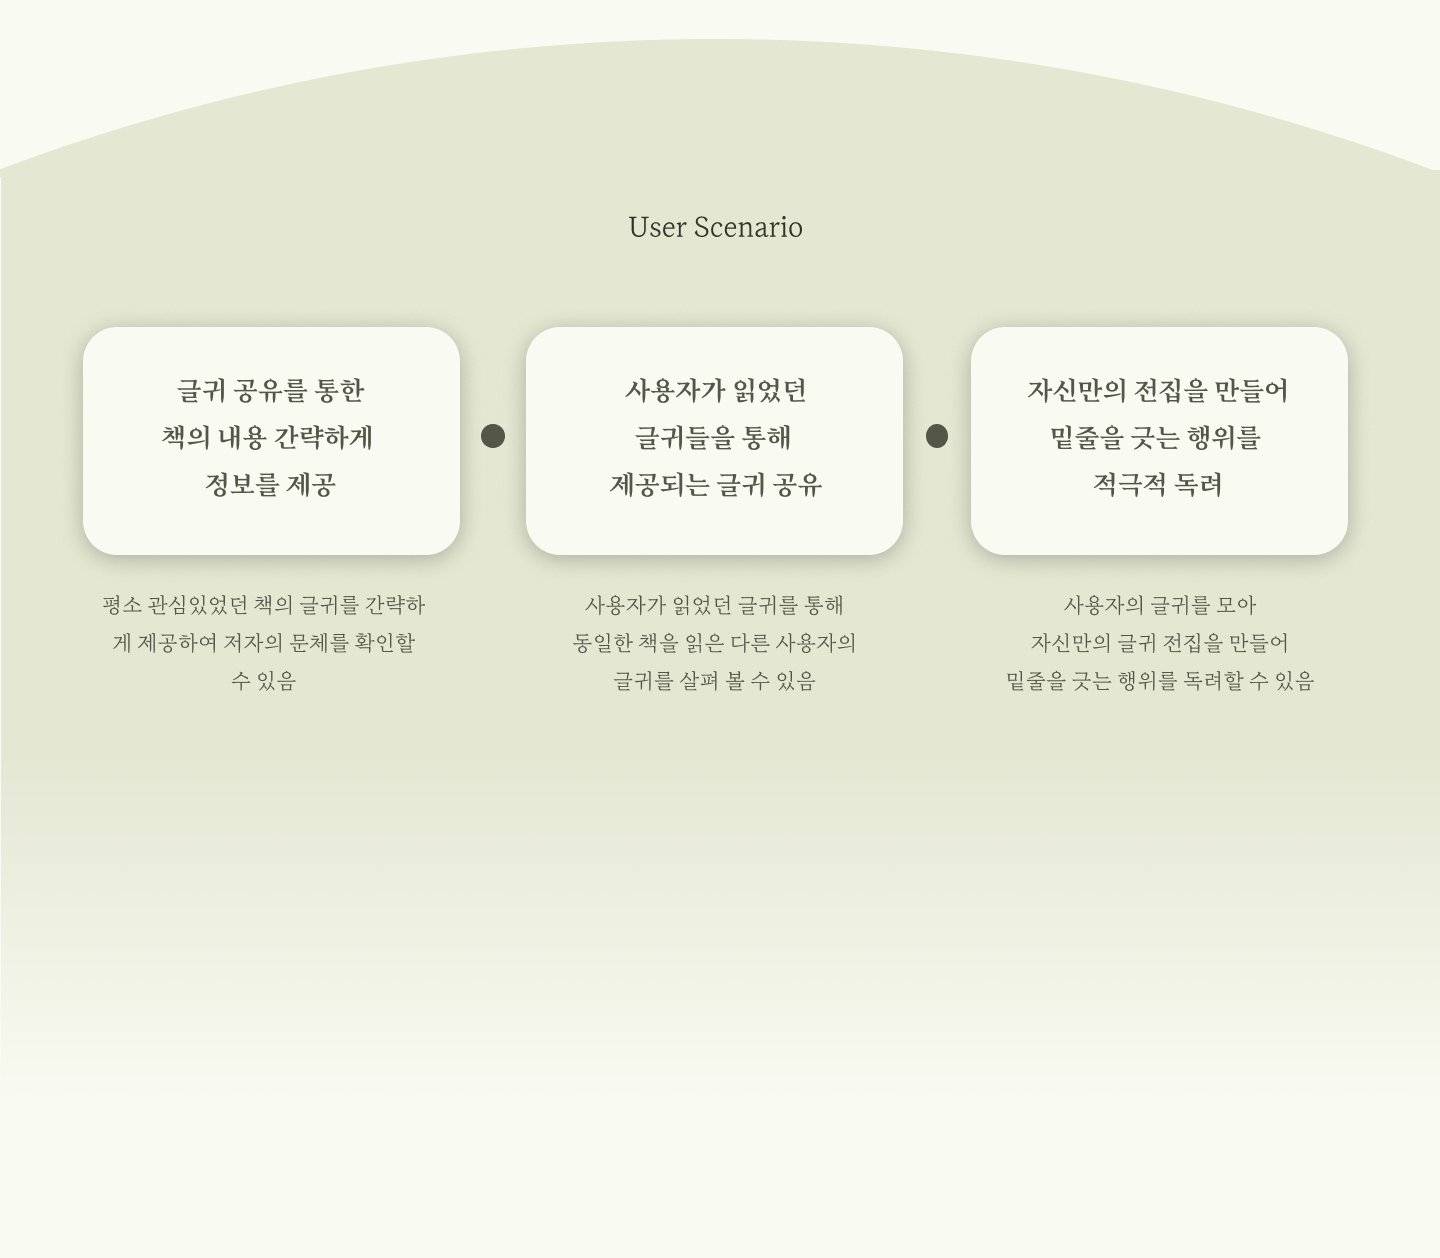 User Scenario
글귀 공유를 통한
책의 내용 간략하게
정보를 제공
사용자가 읽었던
글귀들을 통해
제공되는 글귀 공유
자신만의 전집을 만들어
밑줄을 긋는 행위를
적극적 독려
평소 관심있었던 책의 글귀를 간략하
게 제공하여 저자의 문체를 확인할
수 있음
사용자가 읽었던 글귀를 통해
동일한 책을 읽은 다른 사용자의
글귀를 살펴 볼 수 있음
사용자의 글귀를 모아
자신만의 글귀 전집을 만들어
밑줄을 긋는 행위를 독려할 수 있음